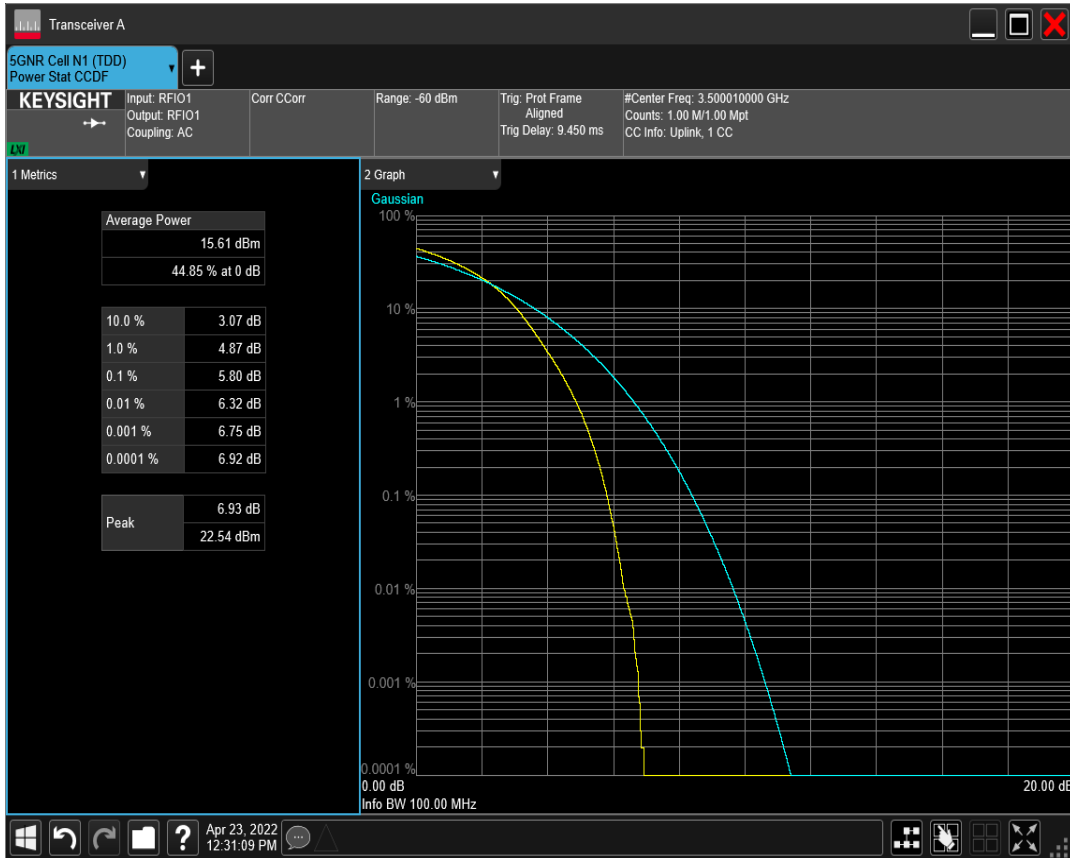 Transceiver A
5GNR Cell N1 (TDD)
Power Stat CCDF
KEYSIGHT
LXI
Input: RFIO1
Output: RFIO1
Coupling: AC
Corr CCorr
Range: -60 dBm
Trig: Prot Frame
Aligned
Trig Delay: 9.450 ms
#Center Freq: 3.500010000 GHz
Counts: 1.00 M/1.00 Mpt
CC Info: Uplink, 1 CC
1 Metrics
Average Power
15.61 dBm
44.85 % at 0 dB
10.0 % 3.07 dB
1.0 % 4.87 dB
0.1 % 5.80 dB
0.01 % 6.32 dB
0.001 % 6.75 dB
0.0001 % 6.92 dB
Peak 6.93 dB
22.54 dBm
2 Graph
Gaussian
100 %
10 %
1 %
0.1 %
0.01 %
0.001 %
0.0001 %
0.00 dB 20.00 dB
Info BW 100.00 MHz
?
Apr 23, 2022
12:31:09 PM